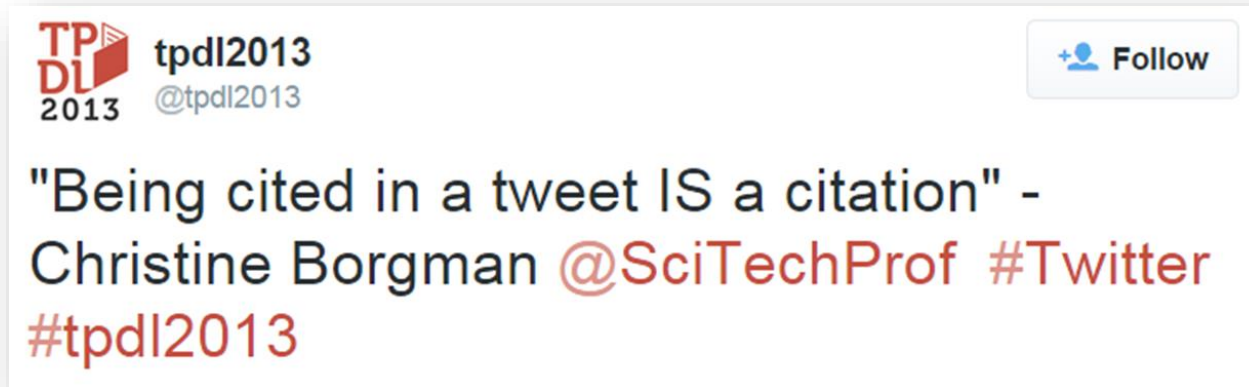 TP
DL
2013
tpdl2013
@tpdl2013
Follow
"Being cited in a tweet IS a citation" -
Christine Borgman @SciTechProf #Twitter
#tpdl2013